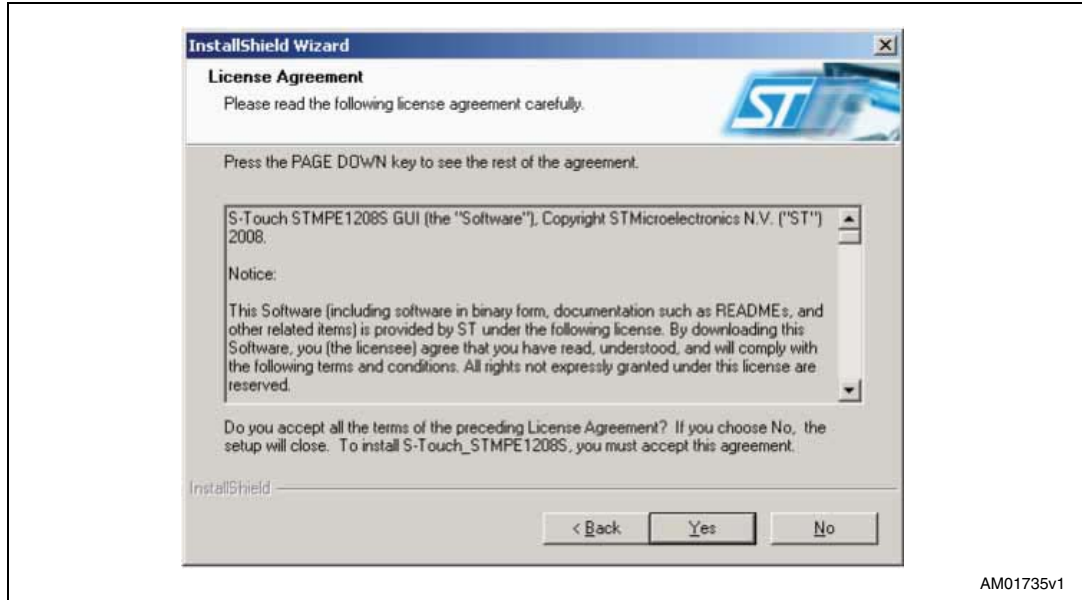 InstallShield Wizard
License Agreement
Please read the following license agreement carefully.
ST
Press the PAGE DOWN key to see the rest of the agreement.
S-Touch STMPE1208S GUI (the "Software"), Copyright STMicroelectronics N.V. ("ST")
2008.
Notice:
This Software (including software in binary form, documentation such as READMEs, and
other related items) is provided by ST under the following license. By downloading this
Software, you (the licensee) agree that you have read, understood, and will comply with
the following terms and conditions. All rights not expressly granted under this license are
reserved.
Do you accept all the terms of the preceding License Agreement? If you choose No, the
setup will close. To install S-Touch_STMPE1208S, you must accept this agreement.
InstallShield
< Back
Yes
No
AM01735v1